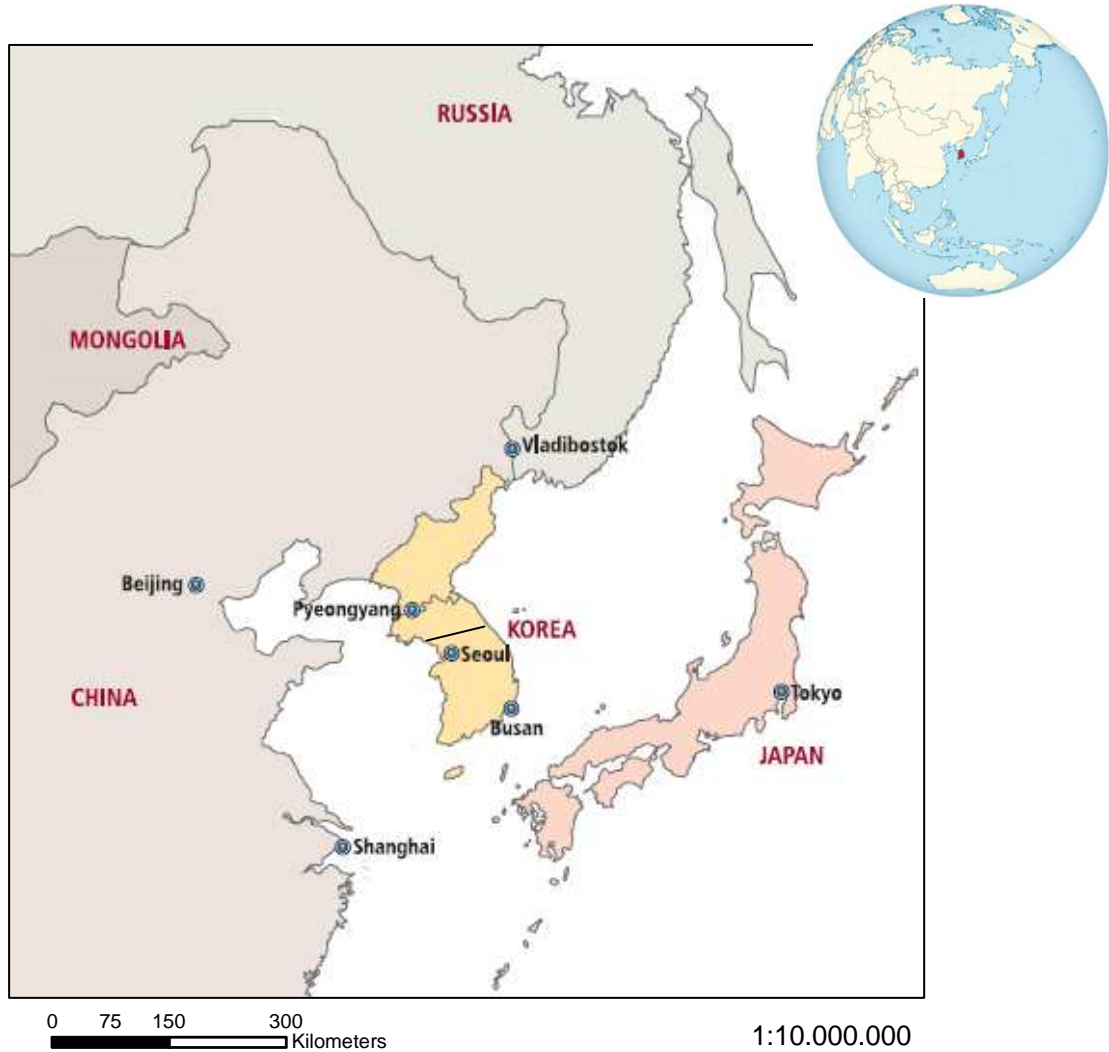 RUSSIA
MONGOLIA
Vladibostok
Beijing
Pyeongyang
KOREA
Seoul
CHINA
Tokyo
Busan
JAPAN
Shanghai
0 75 150 300
Kilometers
1:10.000.000